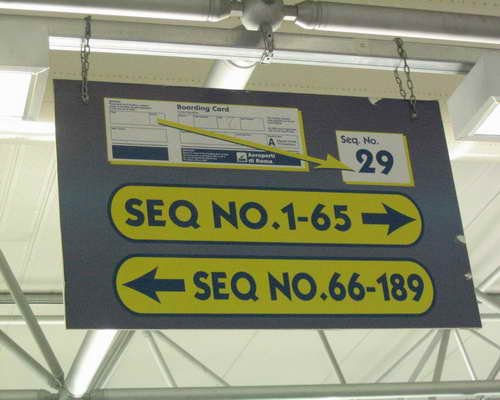 Boarding Card
A
Aeroporti
di Roma
Seq. No.
29
SEQ NO.1-65
SEQ NO.66-189